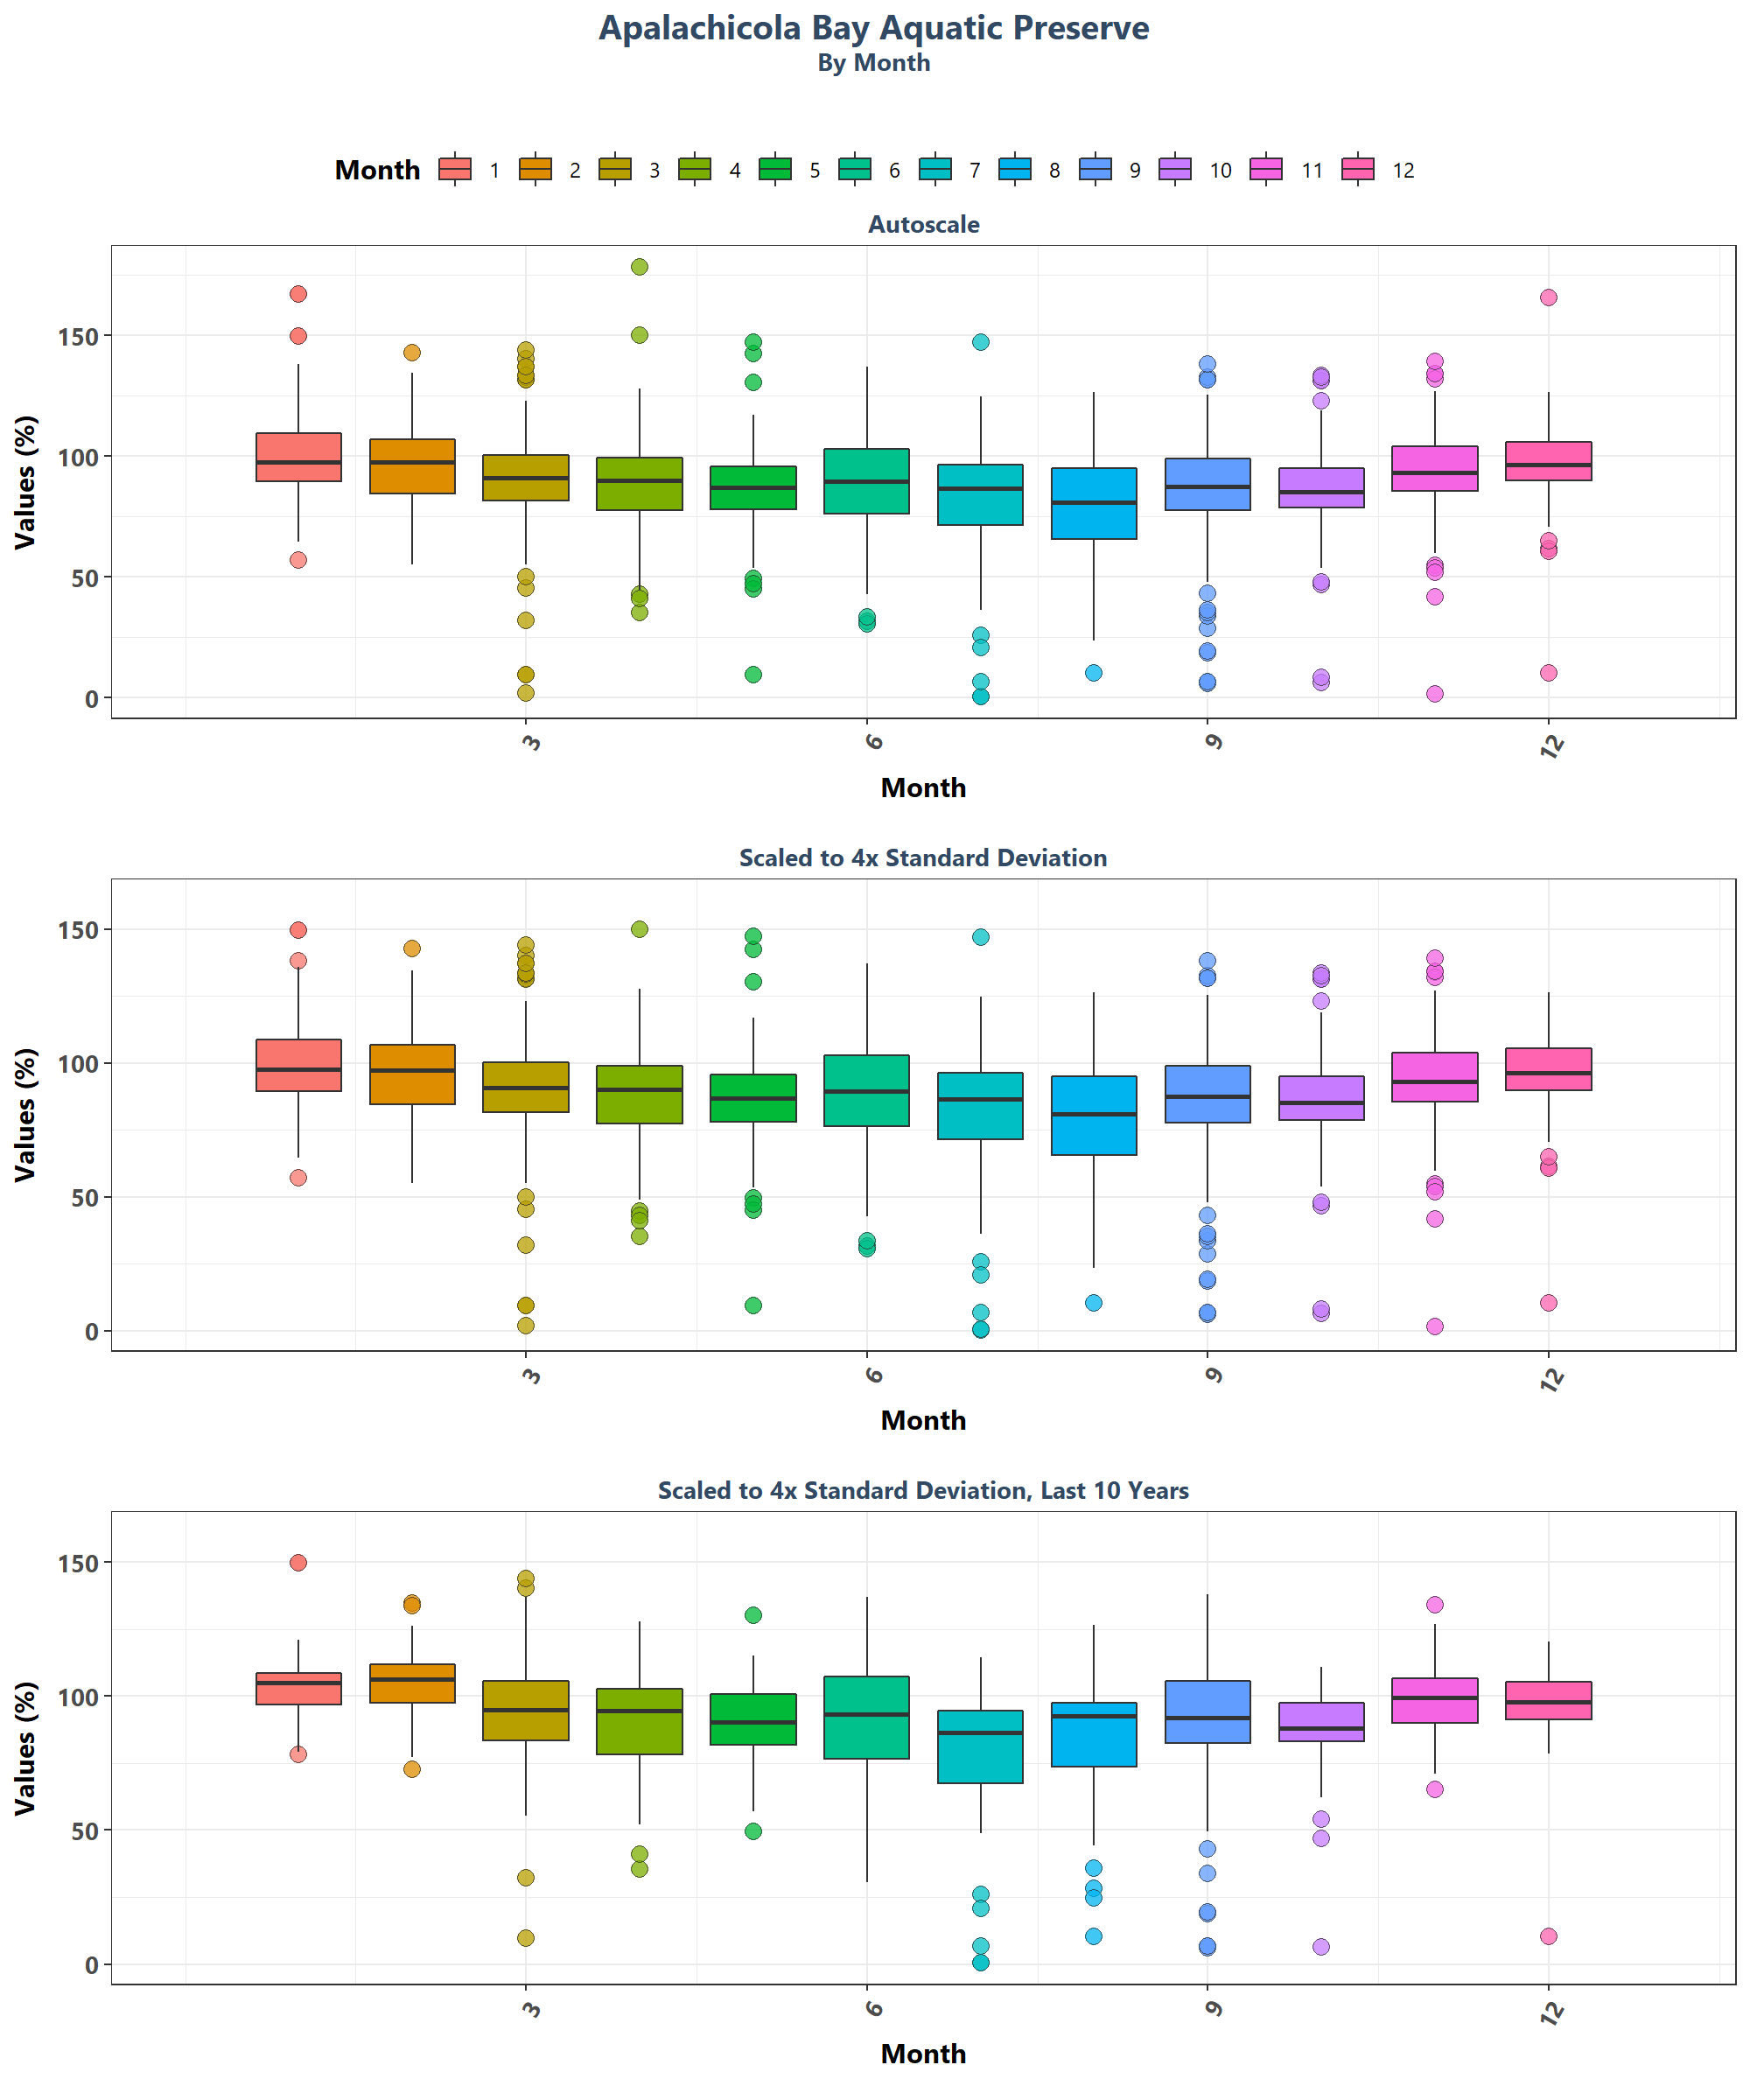 Apalachicola Bay Aquatic Preserve
By Month
Month 1 2 3 4 5 6 7 8 9 10 11 12
Autoscale
Values (%)
150
100
50
0
3 6 9 12
Month
Scaled to 4x Standard Deviation
Values (%)
150
100
50
0
3 6 9 12
Month
Scaled to 4x Standard Deviation, Last 10 Years
Values (%)
150
100
50
0
3 6 9 12
Month